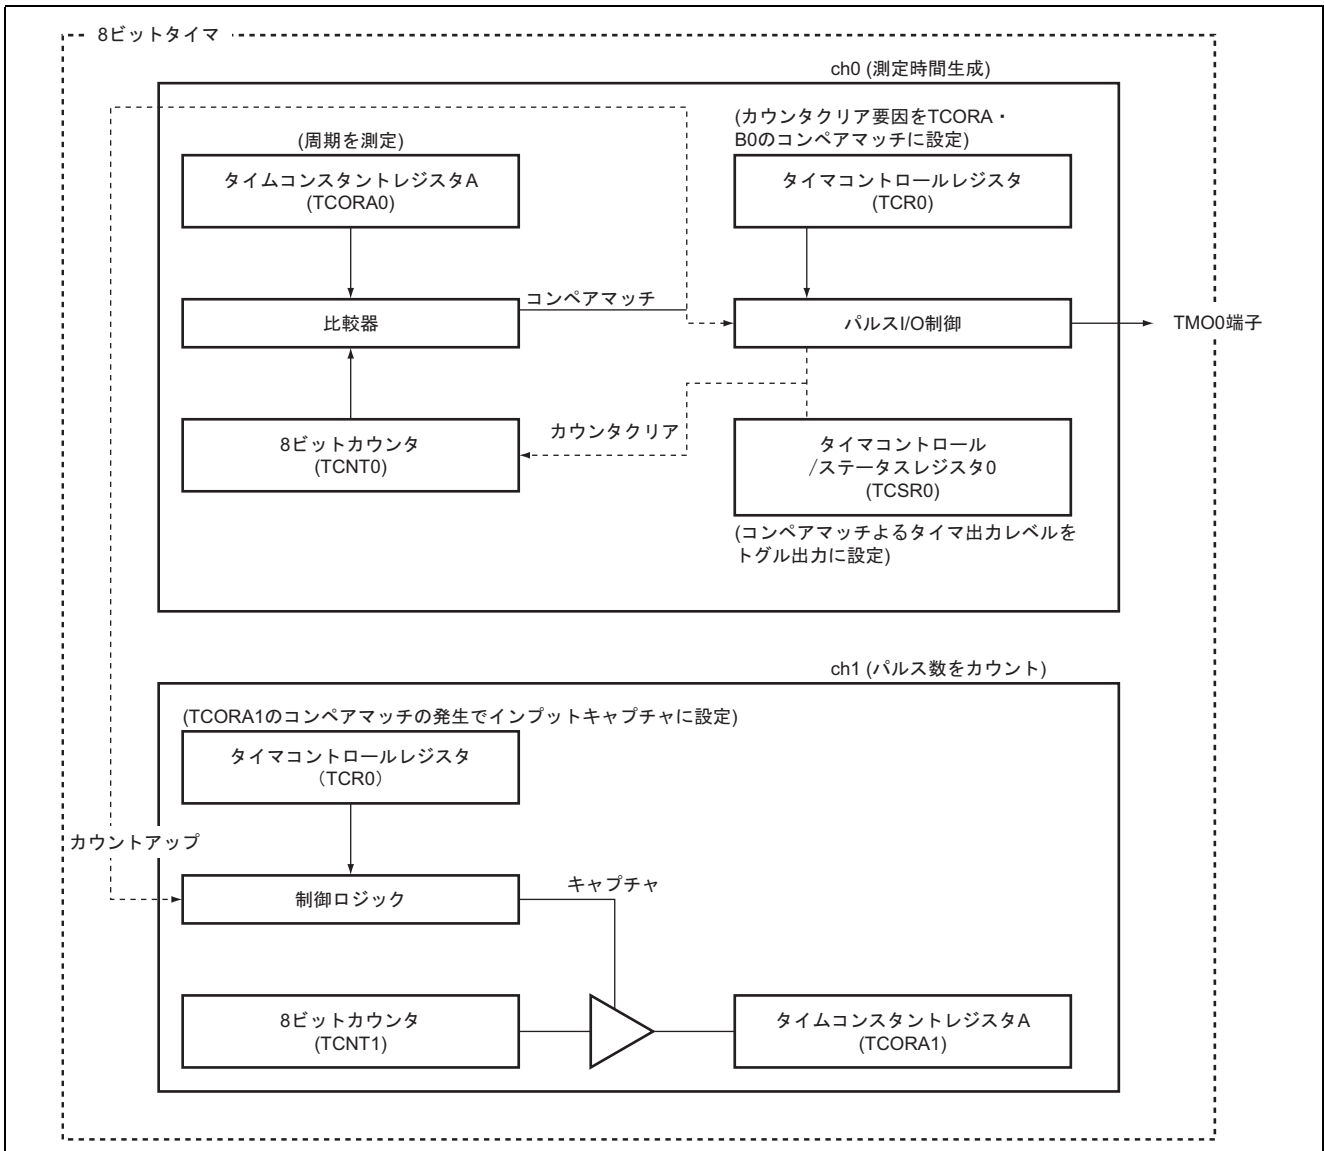 8ビットタイマ
ch0 (測定時間生成)
(カウンタクリア要因をTCORA・
B0のコンペアマッチに設定)
(周期を測定)
タイムコンスタントレジスタA
(TCORA0)
タイマコントロールレジスタ
(TCR0)
コンペアマッチ
比較器
パルスI/O制御
TMO0端子
カウンタクリア
8ビットカウンタ
(TCNT0)
タイマコントロール
/ステータスレジスタ0
(TCSR0)
(コンペアマッチよるタイマ出力レベルを
トグル出力に設定)
ch1 (パルス数をカウント)
(TCORA1のコンペアマッチの発生でインプットキャプチャに設定)
タイマコントロールレジスタ
（TCR0）
カウントアップ
制御ロジック
キャプチャ
8ビットカウンタ
(TCNT1)
タイムコンスタントレジスタA
(TCORA1)